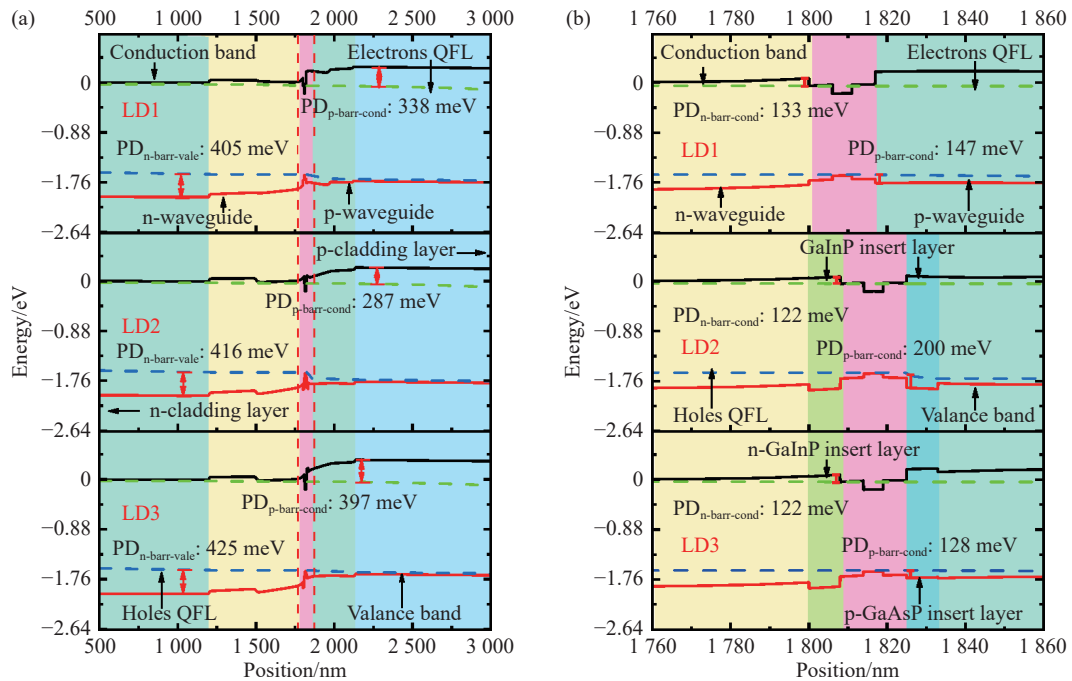 (a)
500 1 000 1 500 2 000 2 500 3 000
Conduction band
Electrons QFL
0
PDp-barr-cond: 338 meV
LD1
−0.88
PDn-barr-vale: 405 meV
−1.76
n-waveguide
p-waveguide
−2.64
p-cladding layer
0
PDp-barr-cond: 287 meV
LD2
−0.88
PDn-barr-vale: 416 meV
−1.76
n-cladding layer
−2.64
0
PDp-barr-cond: 397 meV
LD3
−0.88
PDn-barr-vale: 425 meV
−1.76
Holes QFL
Valance band
−2.64
500 1 000 1 500 2 000 2 500 3 000
Position/nm
Energy/eV
(b)
1 760 1 780 1 800 1 820 1 840 1 860
Conduction band
Electrons QFL
0
PDn-barr-cond: 133 meV
−0.88
LD1
PDp-barr-cond: 147 meV
−1.76
n-waveguide
p-waveguide
−2.64
GaInP insert layer
0
PDn-barr-cond: 122 meV
−0.88
LD2
PDp-barr-cond: 200 meV
−1.76
Holes QFL
Valance band
−2.64
n-GaInP insert layer
0
PDn-barr-cond: 122 meV
−0.88
LD3
PDp-barr-cond: 128 meV
−1.76
p-GaAsP insert layer
−2.64
1 760 1 780 1 800 1 820 1 840 1 860
Position/nm
Energy/eV